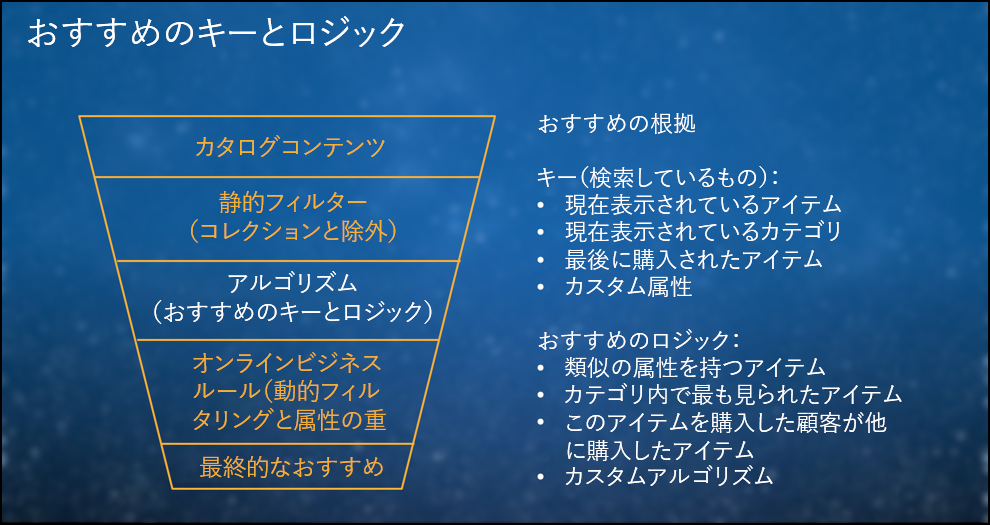 おすすめのキーとロジック
カタログコンテンツ
静的フィルター
(コレクションと除外)
アルゴリズム
(おすすめのキーとロジック)
オンラインビジネス
ルール(動的フィル
タリングと属性の重
最終的なおすすめ
おすすめの根拠
キー(検索しているもの):
• 現在表示されているアイテム
• 現在表示されているカテゴリ
• 最後に購入されたアイテム
• カスタム属性
おすすめのロジック:
• 類似の属性を持つアイテム
• カテゴリ内で最も見られたアイテム
• このアイテムを購入した顧客が他
に購入したアイテム
• カスタムアルゴリズム